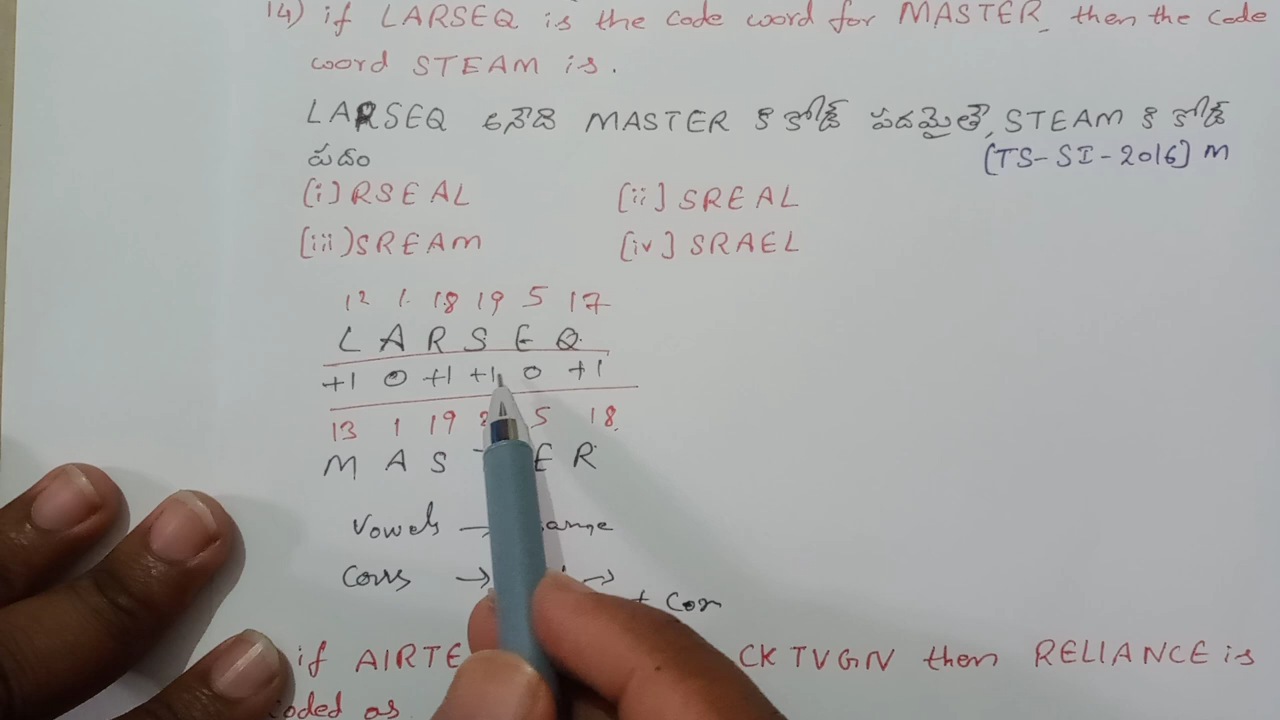 14) if LARSEQ is the code word for MASTER, then the code
word STEAM is.
LARSEQ అనేది MASTER కి కోడ్ పదమైతే, STEAM కి కోడ్
పదం
(TS-SI-2016) M
(i) RSEAL (ii) SREAL
(iii) SREAM (iv) SRAEL
12 1 18 19 5 17
L A R S E Q
+1 0 +1 +1 0 +1
13 1 19 5 18
M A S E R
Vowels →
Cons → →
+ Con
if AIRTE CKTVGN then RELIANCE is
coded as